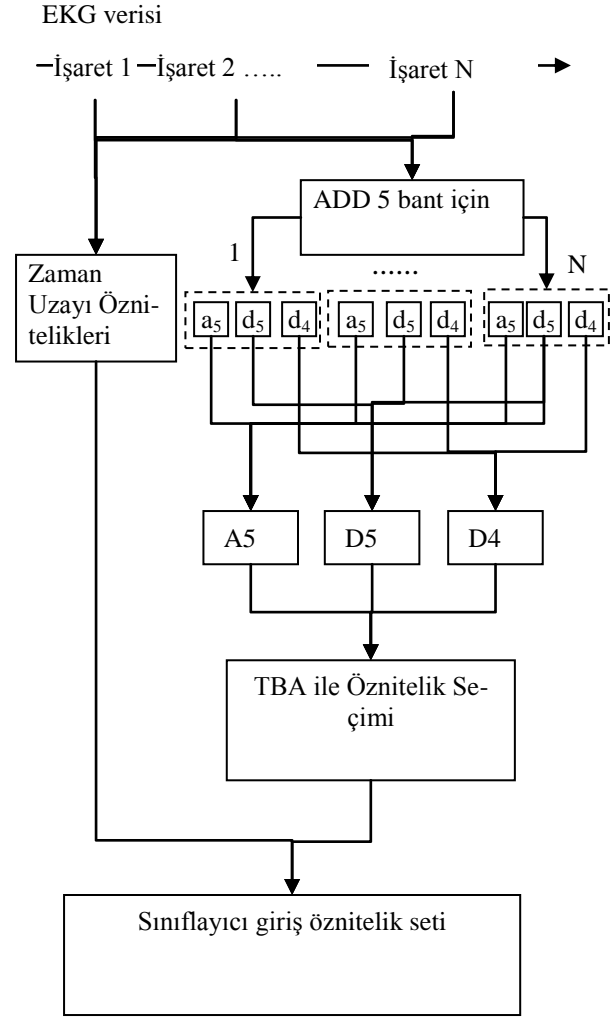 EKG verisi
İşaret 1 İşaret 2 ….. İşaret N
ADD 5 bant için
1 …… N
Zaman
Uzayı Özni-
telikleri
a₅ d₅ d₄ a₅ d₅ d₄ a₅ d₅ d₄
A5 D5 D4
TBA ile Öznitelik Se-
çimi
Sınıflayıcı giriş öznitelik seti